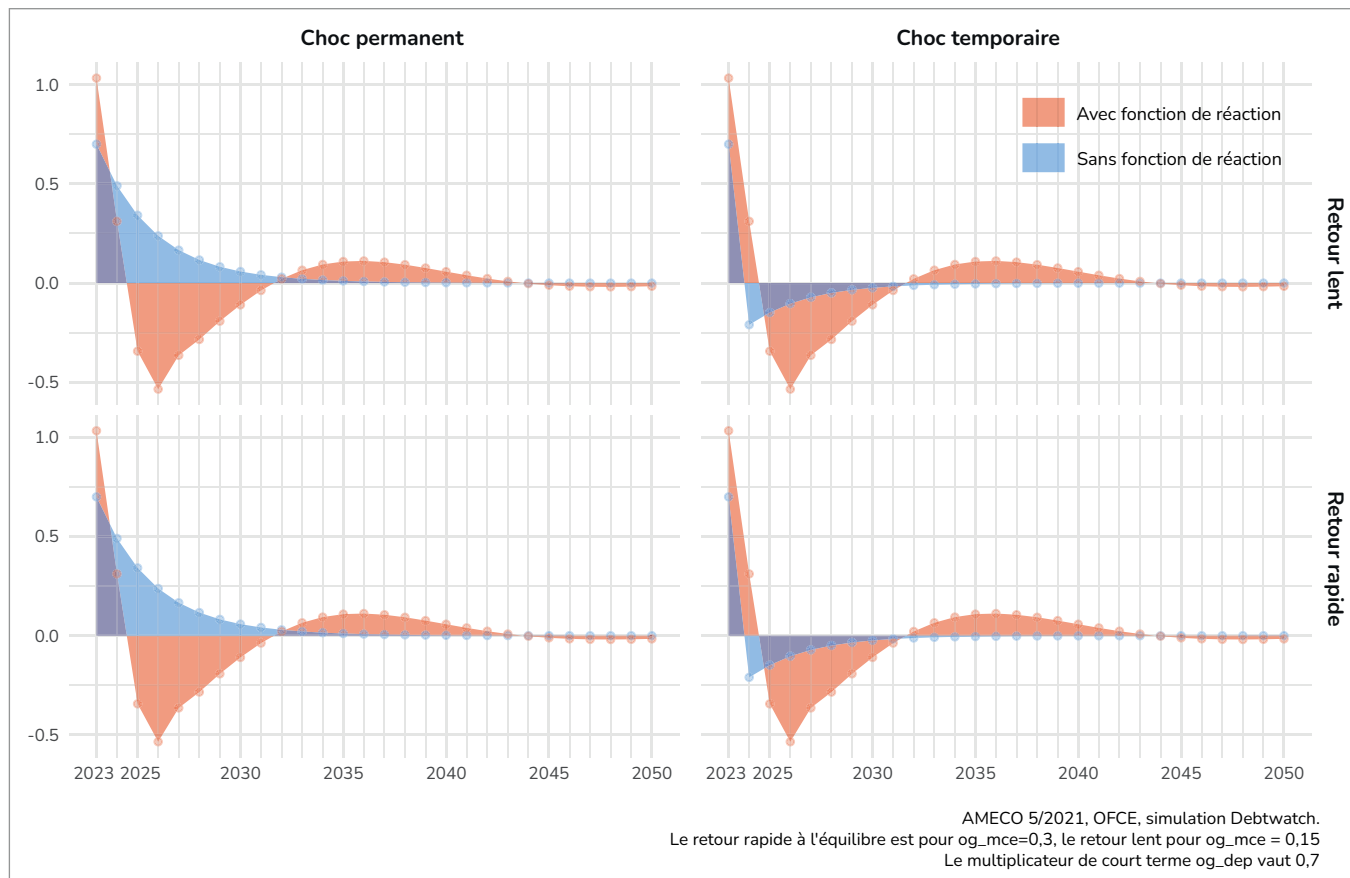 Choc permanent
Choc temporaire
1.0
0.5
0.0
-0.5
Avec fonction de réaction
Sans fonction de réaction
Retour lent
1.0
0.5
0.0
-0.5
Retour rapide
2023 2025 2030 2035 2040 2045 2050
2023 2025 2030 2035 2040 2045 2050
AMECO 5/2021, OFCE, simulation Debtwatch.
Le retour rapide à l'équilibre est pour og_mce=0,3, le retour lent pour og_mce = 0,15
Le multiplicateur de court terme og_dep vaut 0,7